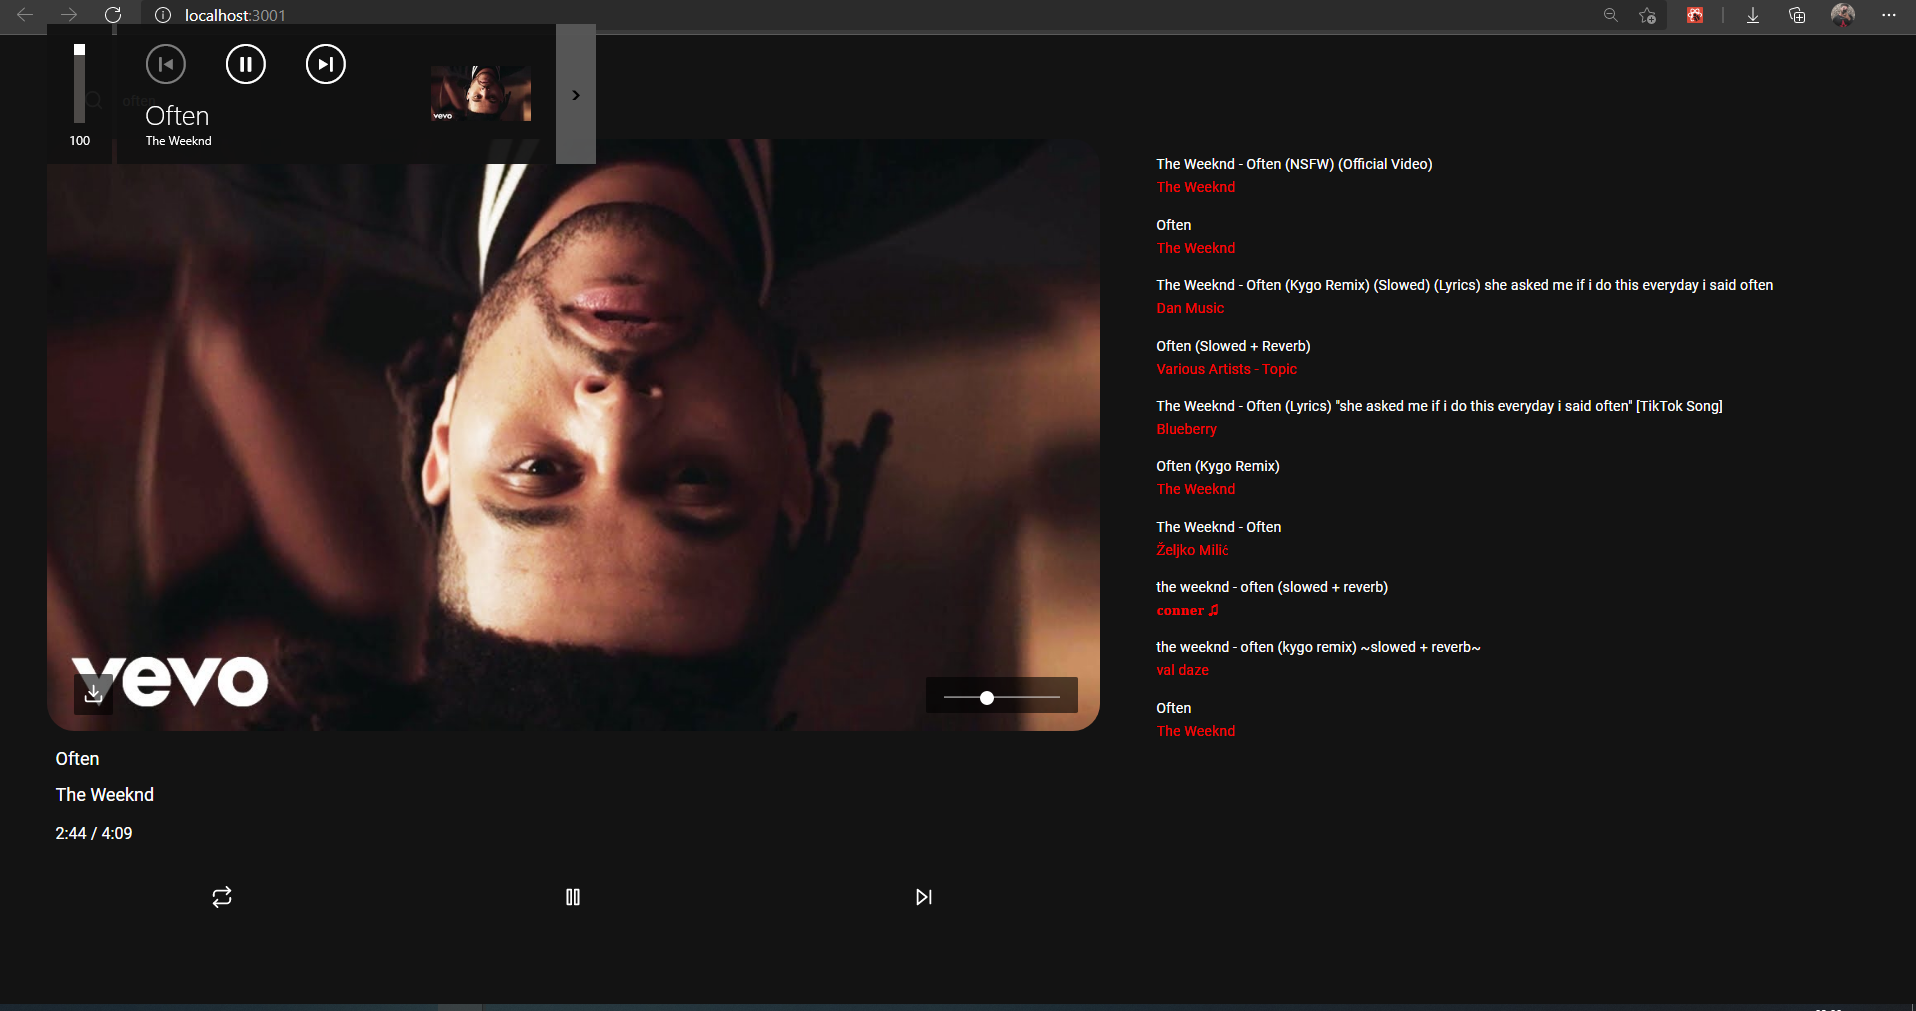 localhost:3001
often
100
Often
The Weeknd
vevo
vevo
Often
The Weeknd
2:44 / 4:09
The Weeknd - Often (NSFW) (Official Video)
The Weeknd
Often
The Weeknd
The Weeknd - Often (Kygo Remix) (Slowed) (Lyrics) she asked me if i do this everyday i said often
Dan Music
Often (Slowed + Reverb)
Various Artists - Topic
The Weeknd - Often (Lyrics) "she asked me if i do this everyday i said often" [TikTok Song]
Blueberry
Often (Kygo Remix)
The Weeknd
The Weeknd - Often
Željko Milić
the weeknd - often (slowed + reverb)
conner ♫
the weeknd - often (kygo remix) ~slowed + reverb~
val daze
Often
The Weeknd